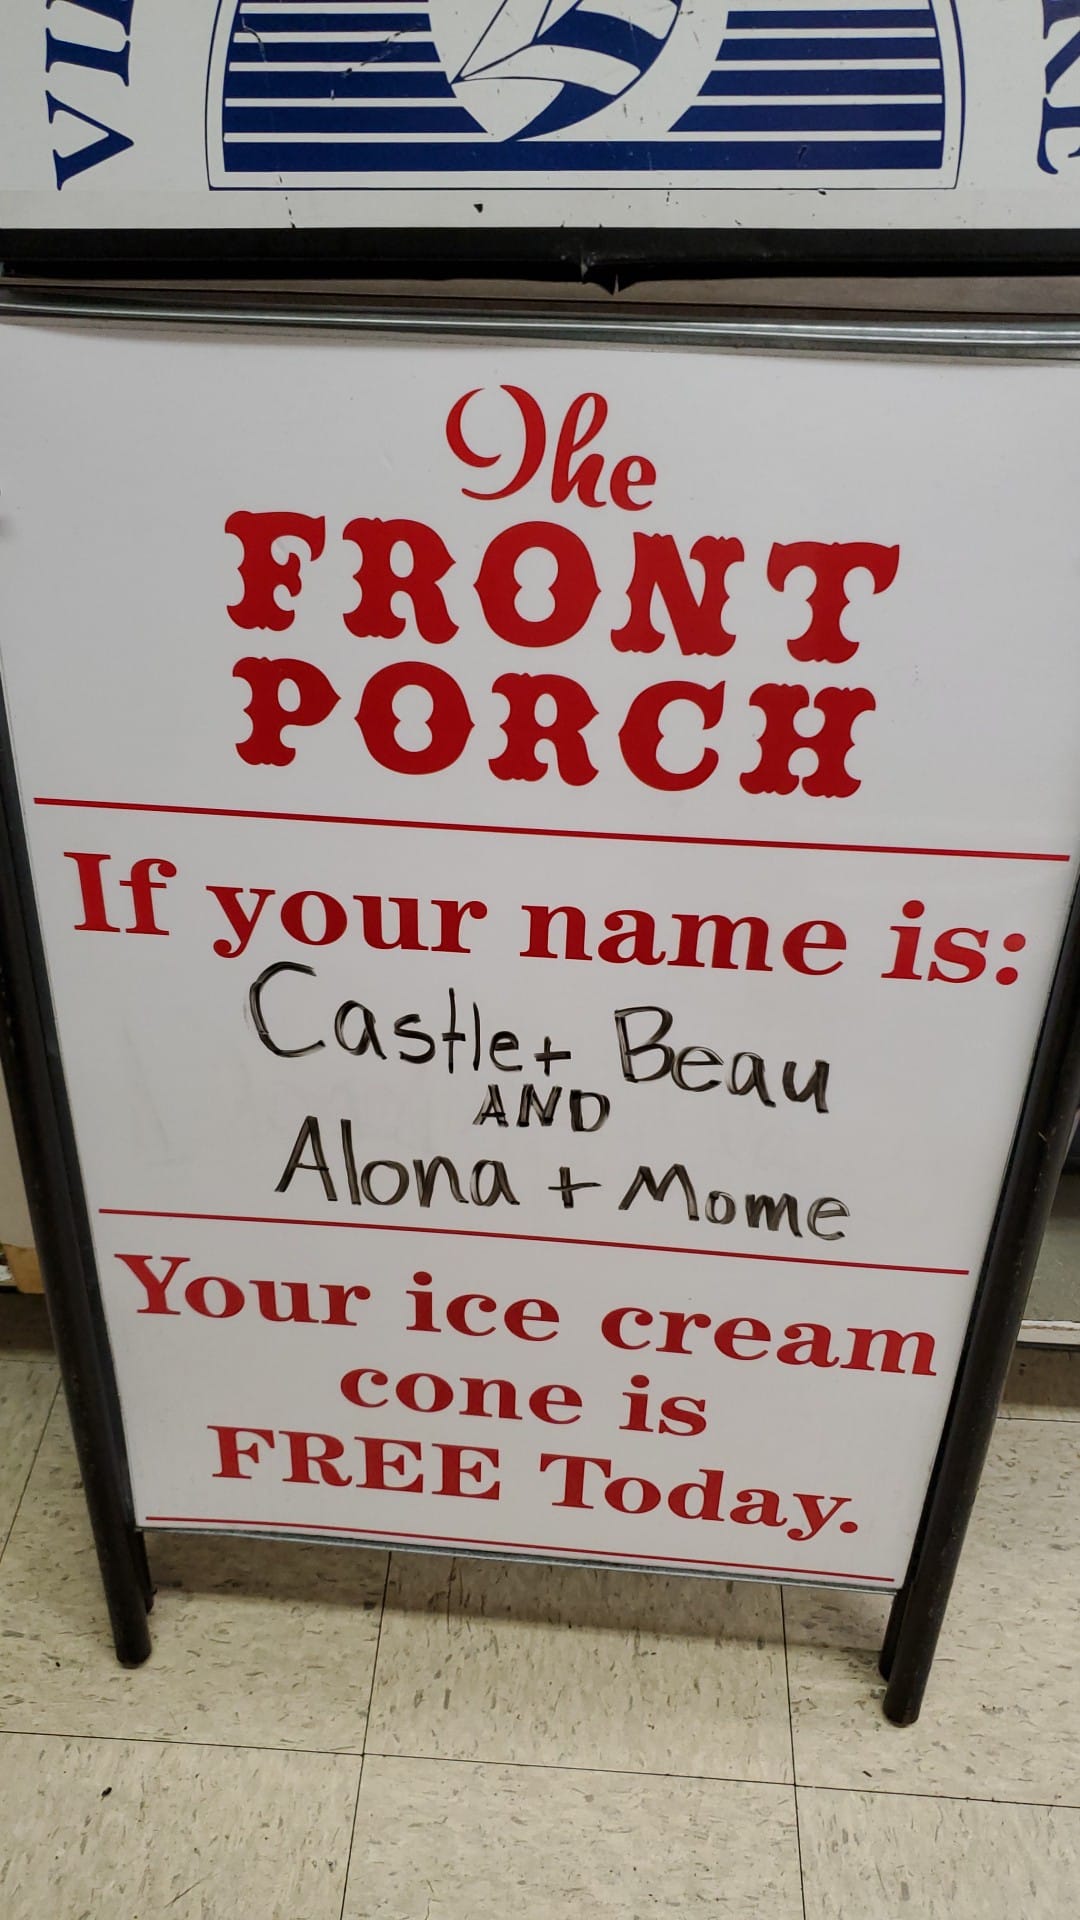 The
FRONT
PORCH
If your name is:
Castle + Beau
AND
Alona + Mome
Your ice cream
cone is
FREE Today.